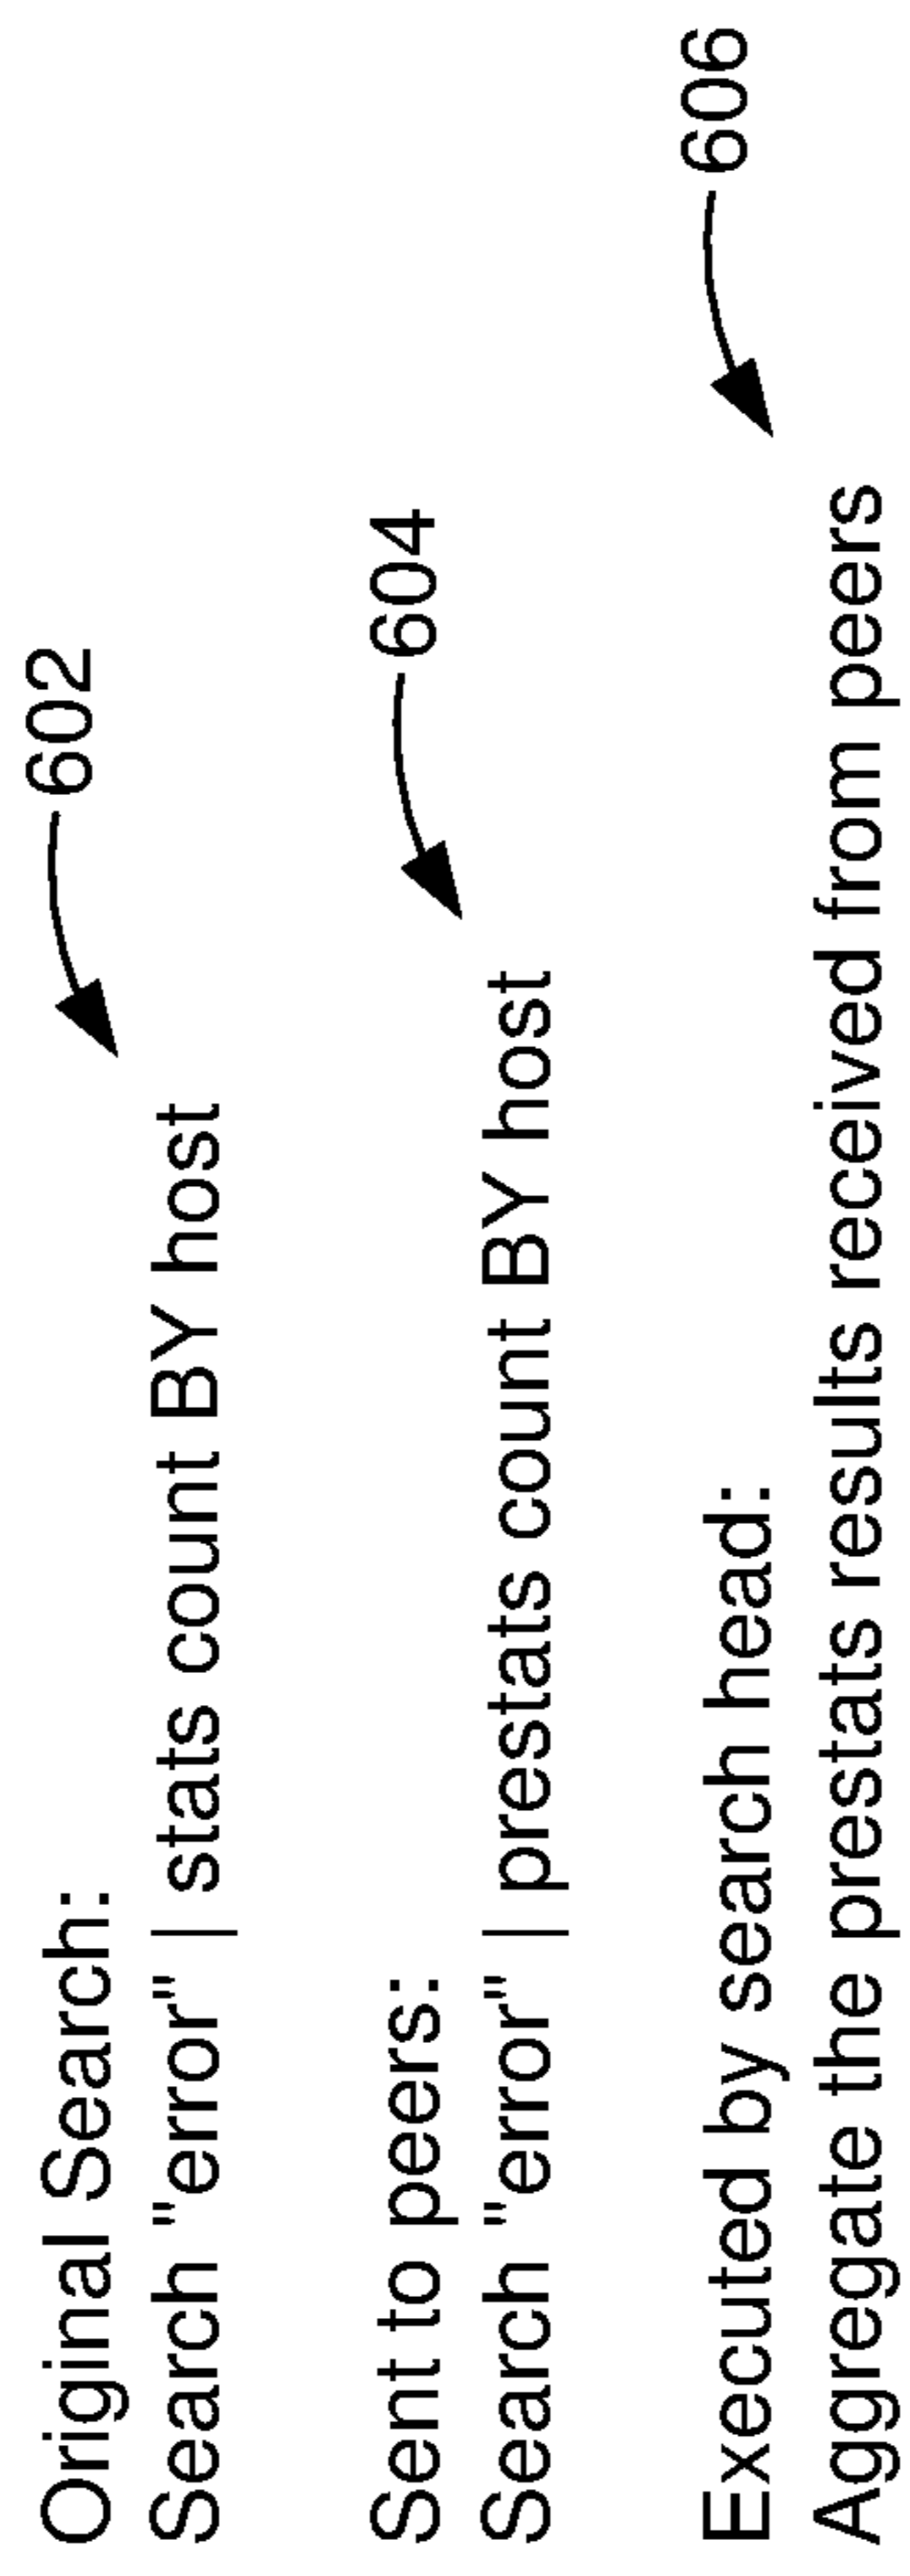 Original Search: 602
Search "error" | stats count BY host
Sent to peers: 604
Search "error" | prestats count BY host
Executed by search head: 606
Aggregate the prestats results received from peers